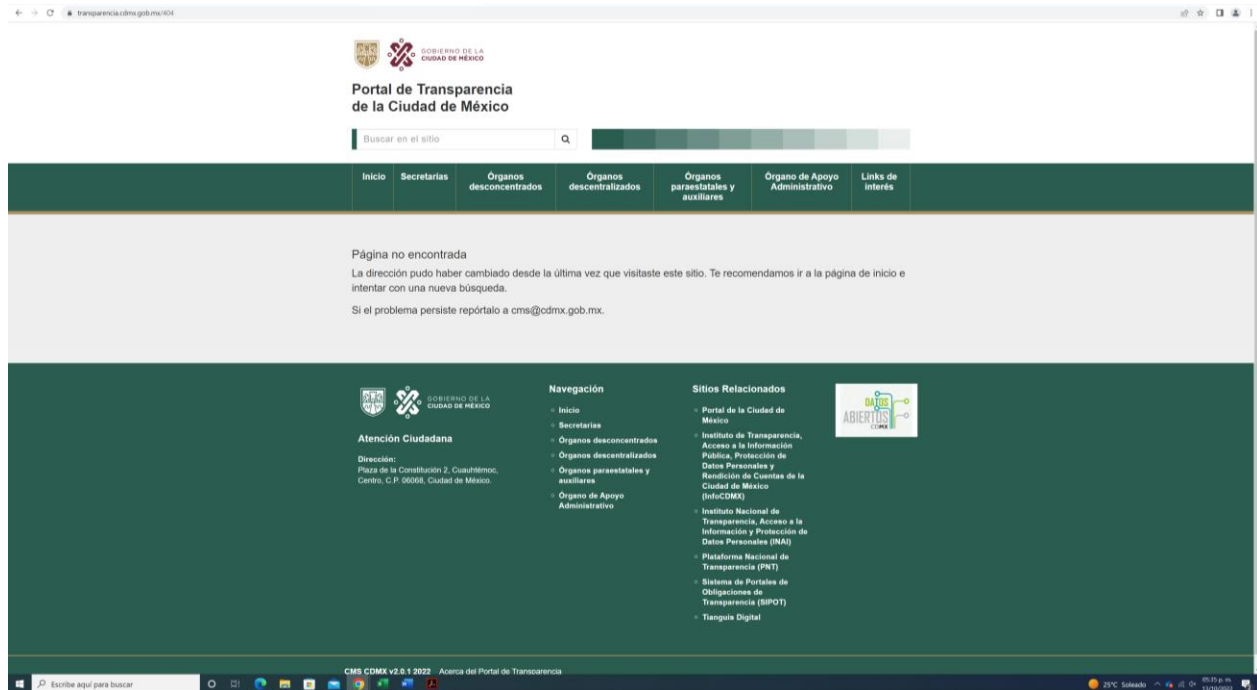 transparencia.cdmx.gob.mx/404
GOBIERNO DE LA
CIUDAD DE MÉXICO
Portal de Transparencia
de la Ciudad de México
Buscar en el sitio
Inicio
Secretarías
Órganos
desconcentrados
Órganos
descentralizados
Órganos
paraestatales y
auxiliares
Órgano de Apoyo
Administrativo
Links de
interés
Página no encontrada
La dirección pudo haber cambiado desde la última vez que visitaste este sitio. Te recomendamos ir a la página de inicio e
intentar con una nueva búsqueda.
Si el problema persiste repórtalo a cms@cdmx.gob.mx.
GOBIERNO DE LA
CIUDAD DE MÉXICO
Atención Ciudadana
Dirección:
Plaza de la Constitución 2, Cuauhtémoc,
Centro, C.P. 06068, Ciudad de México.
Navegación
Inicio
Secretarías
Órganos desconcentrados
Órganos descentralizados
Órganos paraestatales y
auxiliares
Órgano de Apoyo
Administrativo
Sitios Relacionados
Portal de la Ciudad de
México
Instituto de Transparencia,
Acceso a la Información
Pública, Protección de
Datos Personales y
Rendición de Cuentas de la
Ciudad de México
(InfoCDMX)
Instituto Nacional de
Transparencia, Acceso a la
Información y Protección de
Datos Personales (INAI)
Plataforma Nacional de
Transparencia (PNT)
Sistema de Portales de
Obligaciones de
Transparencia (SIPOT)
Tianguis Digital
DATOS
ABIERTOS
CDMX
CMS CDMX v2.0.1 2022 Acerca del Portal de Transparencia
Escribe aquí para buscar
25°C Soleado
05:35 p. m.
13/10/2022